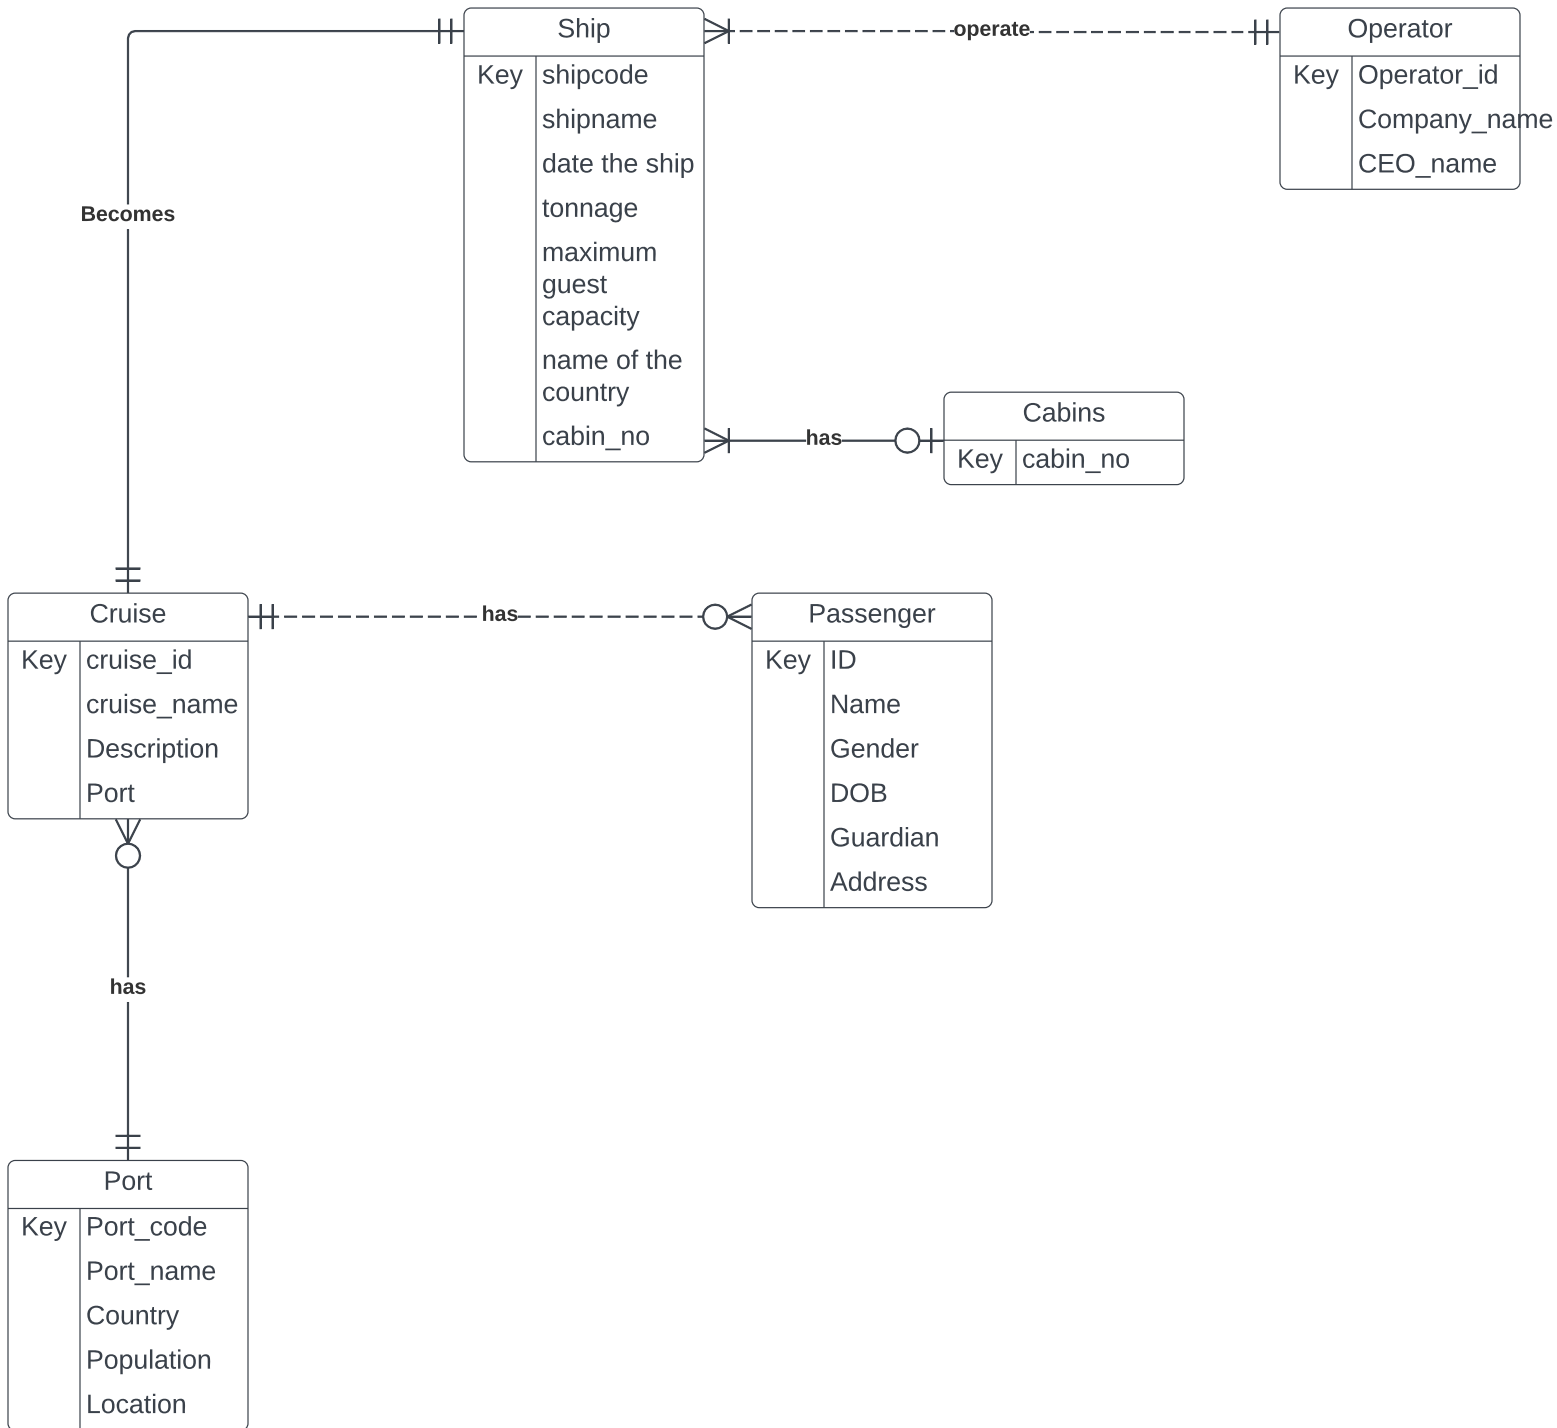 Ship
Key shipcode
shipname
date the ship
tonnage
maximum
guest
capacity
name of the
country
cabin_no
operate
Operator
Key Operator_id
Company_name
CEO_name
Becomes
has
Cabins
Key cabin_no
Cruise
Key cruise_id
cruise_name
Description
Port
has
Passenger
Key ID
Name
Gender
DOB
Guardian
Address
has
Port
Key Port_code
Port_name
Country
Population
Location